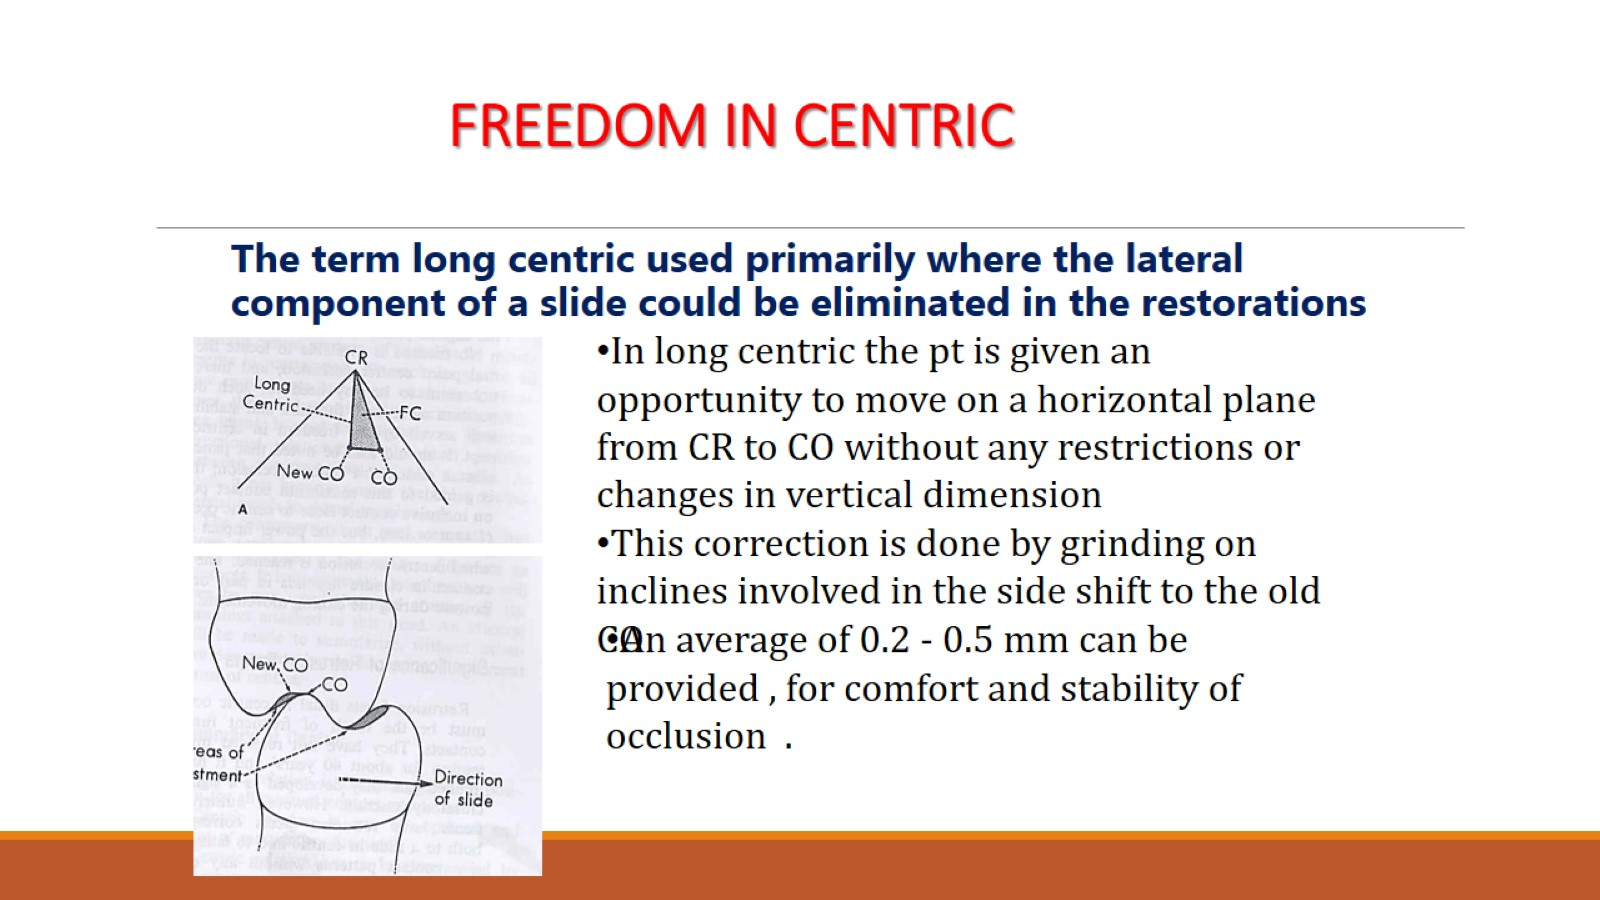 FREEDOM IN CENTRIC
The term long centric used primarily where the lateral
component of a slide could be eliminated in the restorations
CR
Long
Centric
FC
New CO
CO
A
•In long centric the pt is given an
opportunity to move on a horizontal plane
from CR to CO without any restrictions or
changes in vertical dimension
•This correction is done by grinding on
inclines involved in the side shift to the old
CO
•An average of 0.2 - 0.5 mm can be
provided , for comfort and stability of
occlusion .
New CO
CO
eas of
stment
Direction
of slide